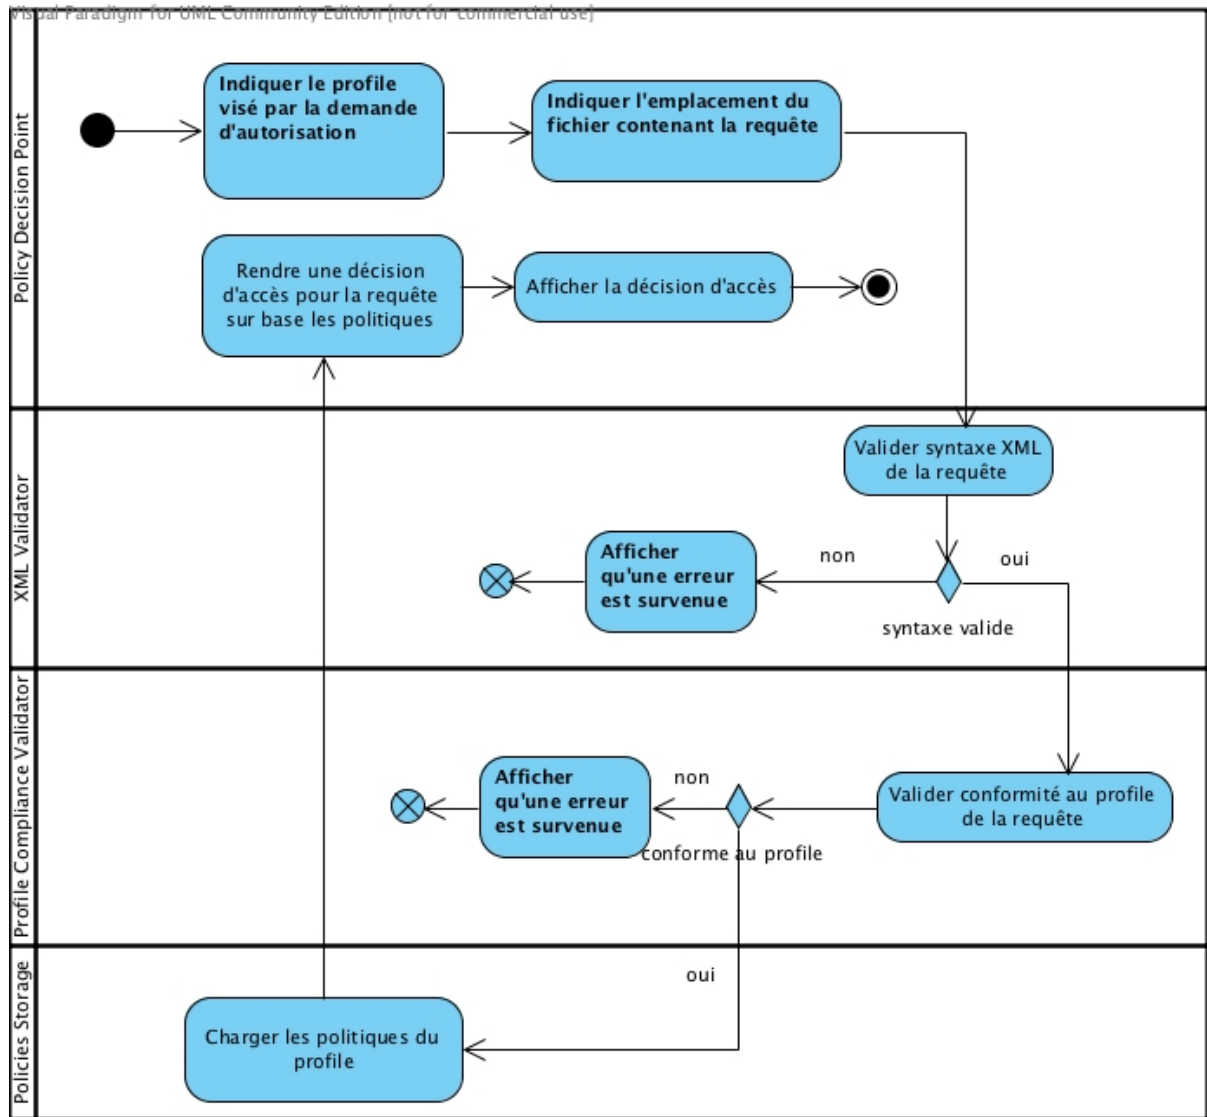 Visual Paradigm for UML Community Edition [not for commercial use]
Policy Decision Point
Indiquer le profile
visé par la demande
d'autorisation
Indiquer l'emplacement du
fichier contenant la requête
Rendre une décision
d'accès pour la requête
sur base les politiques
Afficher la décision d'accès
XML Validator
Valider syntaxe XML
de la requête
non
oui
Afficher
qu'une erreur
est survenue
syntaxe valide
Profile Compliance Validator
Afficher
qu'une erreur
est survenue
non
Valider conformité au profile
de la requête
conforme au profile
Policies Storage
oui
Charger les politiques du
profile